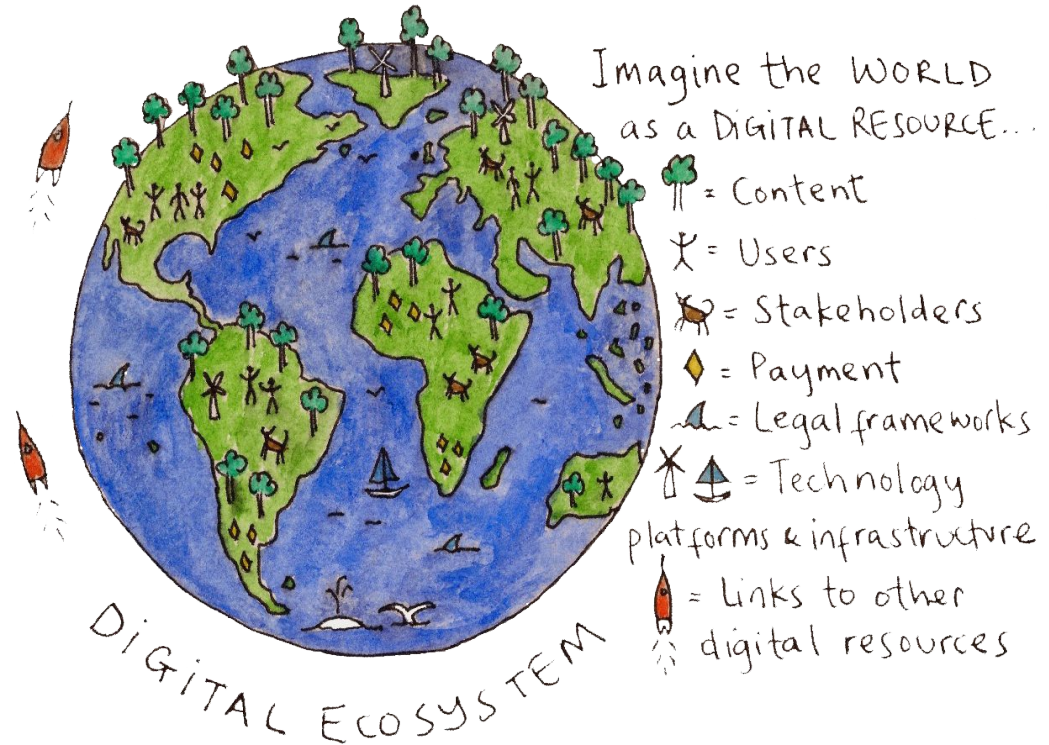 Imagine the WORLD
as a DIGITAL RESOURCE...
= Content
= Users
= Stakeholders
= Payment
= Legal frameworks
= Technology
platforms & infrastructure
= Links to other
digital resources
DIGITAL ECOSYSTEM